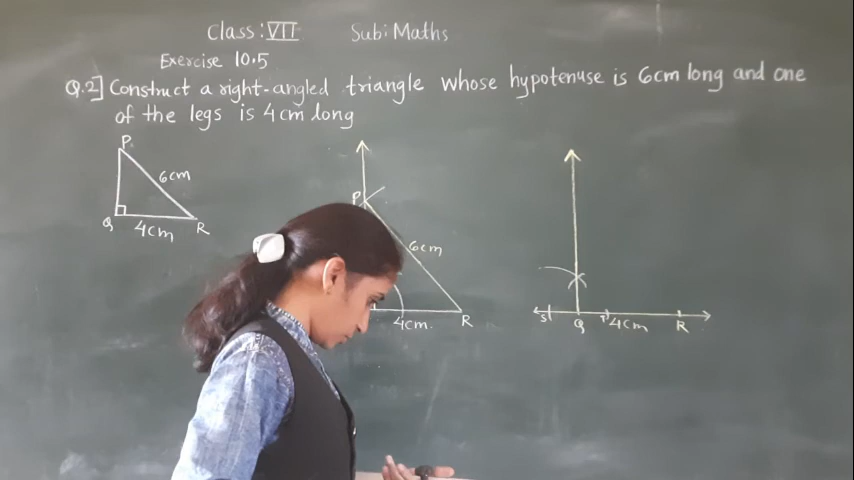 Class : VII Sub: Maths
Exercise 10.5
Q.2] Construct a right-angled triangle whose hypotenuse is 6cm long and one
of the legs is 4cm long
P
6cm
Q
4cm
R
P
6cm
4cm.
R
S
Q
T
4cm
R